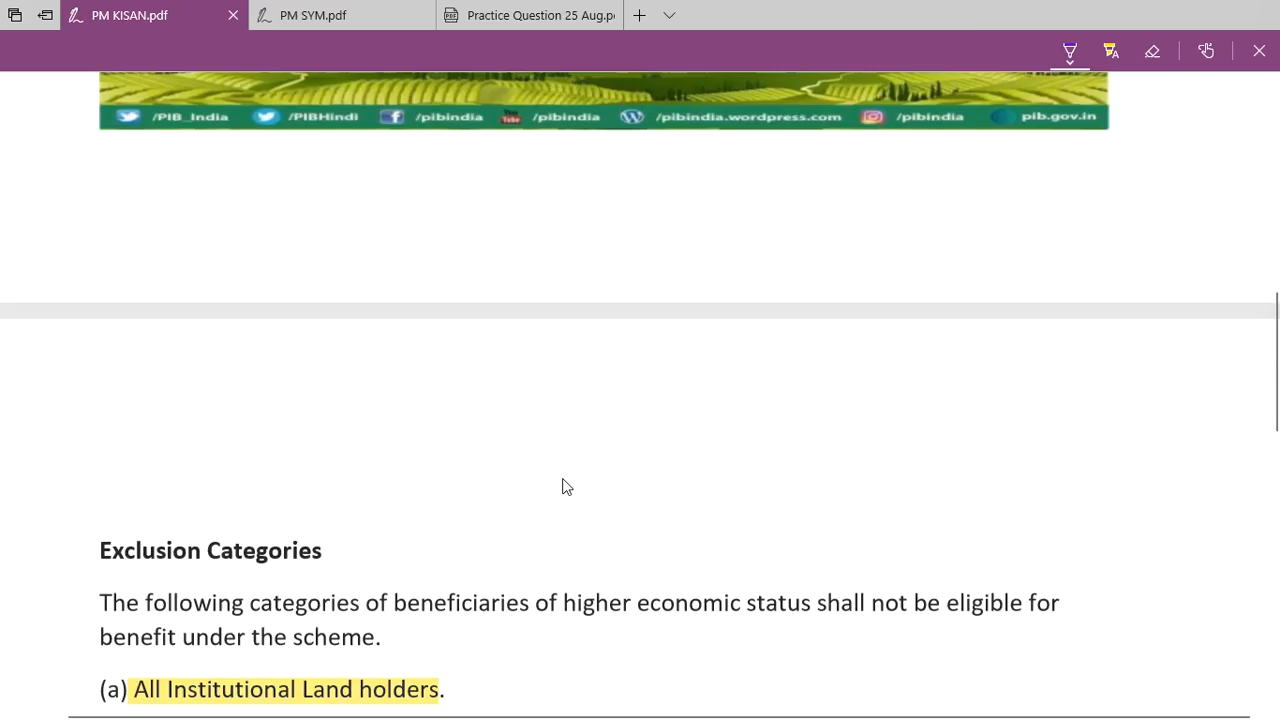 PM KISAN.pdf
PM SYM.pdf
Practice Question 25 Aug.p
/PIB_India /PIBHindi /pibindia /pibindia /pibindia.wordpress.com /pibindia pib.gov.in
Exclusion Categories
The following categories of beneficiaries of higher economic status shall not be eligible for
benefit under the scheme.
(a) All Institutional Land holders.